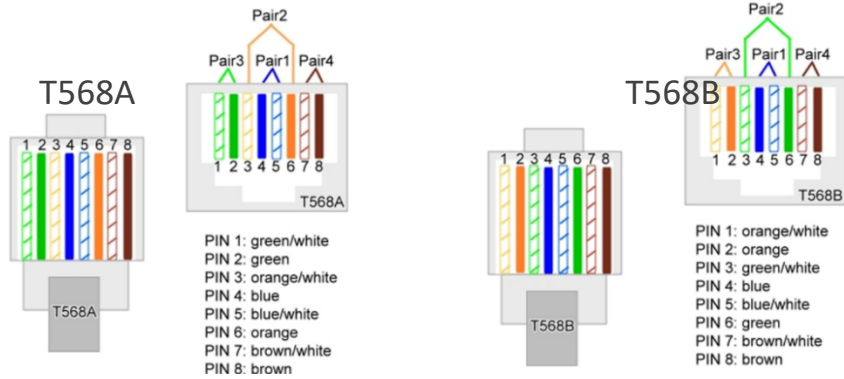 Pair2
Pair3 Pair1 Pair4
T568A
1 2 3 4 5 6 7 8
1 2 3 4 5 6 7 8
T568A
PIN 1: green/white
PIN 2: green
PIN 3: orange/white
PIN 4: blue
PIN 5: blue/white
PIN 6: orange
PIN 7: brown/white
PIN 8: brown
T568A
Pair2
Pair3 Pair1 Pair4
T568B
1 2 3 4 5 6 7 8
1 2 3 4 5 6 7 8
T568B
PIN 1: orange/white
PIN 2: orange
PIN 3: green/white
PIN 4: blue
PIN 5: blue/white
PIN 6: green
PIN 7: brown/white
PIN 8: brown
T568B